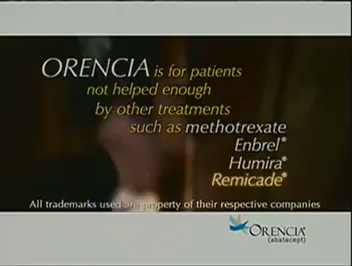 ORENCIA is for patients
not helped enough
by other treatments
such as methotrexate
Enbrel®
Humira®
Remicade®
All trademarks used are property of their respective companies
ORENCIA®
(abatacept)